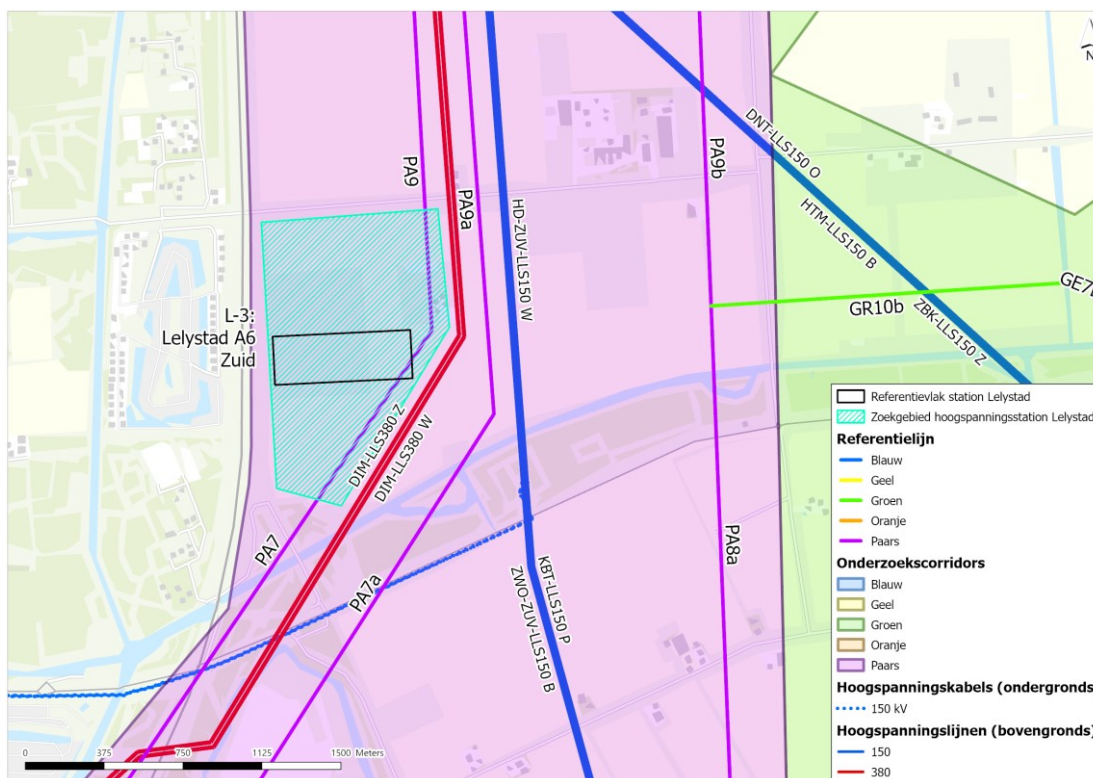 N
DNT-LLS150 O
PA9
PA9a
PA9b
HD-ZUV-LLS150 W
HTM-LLS150 B
GE7
GR10b
ZBK-LLS150 Z
L-3:
Lelystad A6
Zuid
DIM-LLS380 Z
DIM-LLS380 W
PA7
PA7a
PA8a
KBT-LLS150 P
ZWO-ZUV-LLS150 B
Referentievlak station Lelystad
Zoekgebied hoogspanningsstation Lelystad
Referentielijn
Blauw
Geel
Groen
Oranje
Paars
Onderzoekscorridors
Blauw
Geel
Groen
Oranje
Paars
Hoogspanningskabels (ondergronds
150 kV
Hoogspanningslijnen (bovengronds)
150
380
0 375 750 1125 1500 Meters